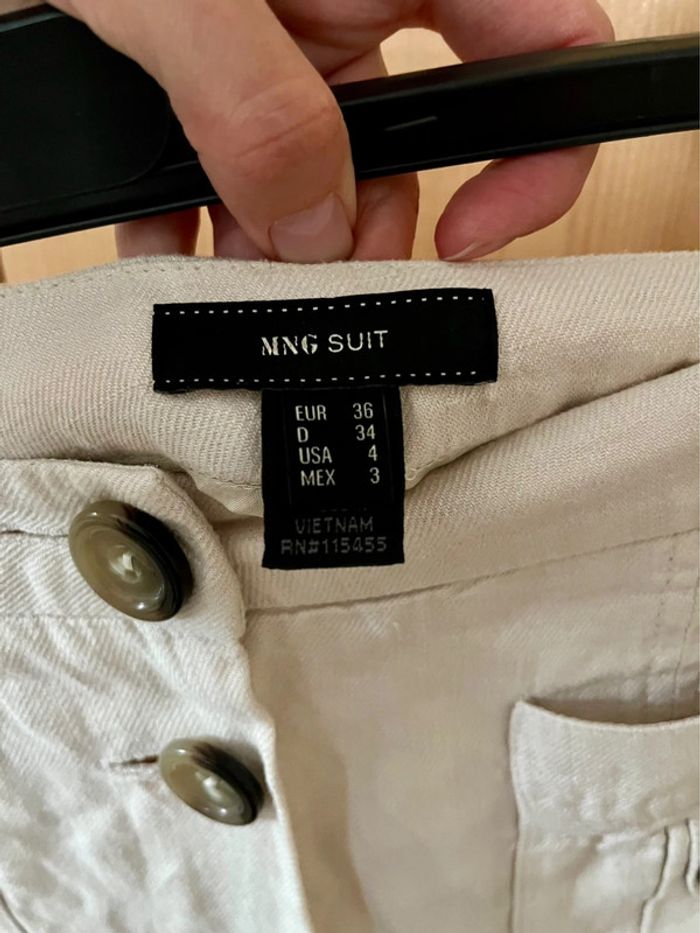 MNG SUIT
EUR 36
D 34
USA 4
MEX 3
VIETNAM
RN#115455